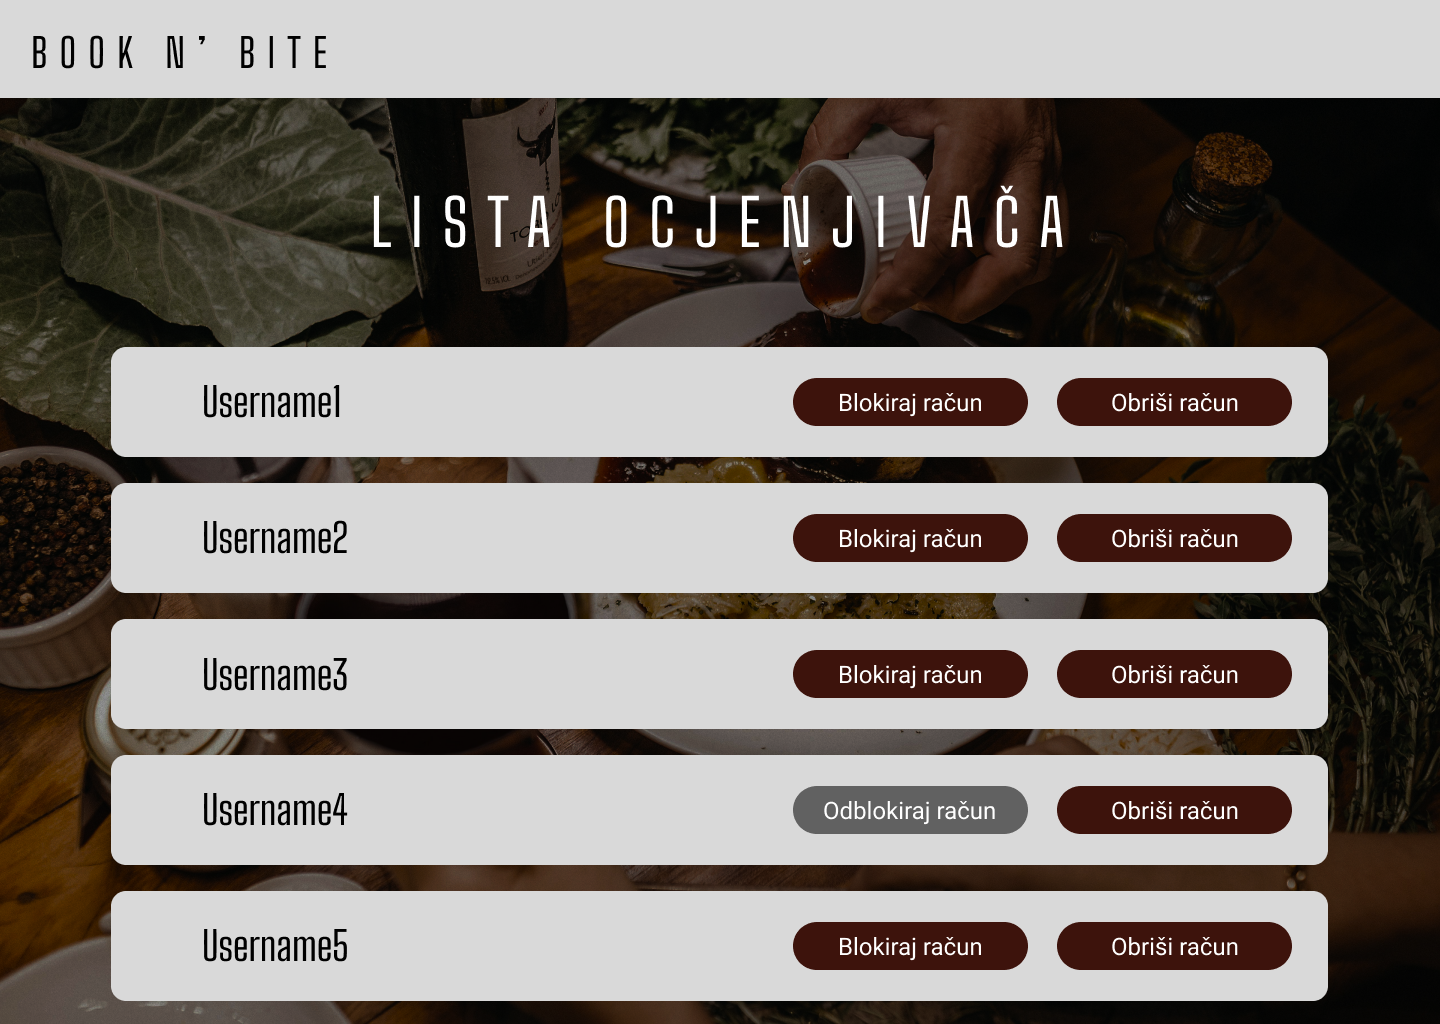 BOOK N’ BITE
LISTA OCJENJIVAČA
Username1 Blokiraj račun Obriši račun
Username2 Blokiraj račun Obriši račun
Username3 Blokiraj račun Obriši račun
Username4 Odblokiraj račun Obriši račun
Username5 Blokiraj račun Obriši račun